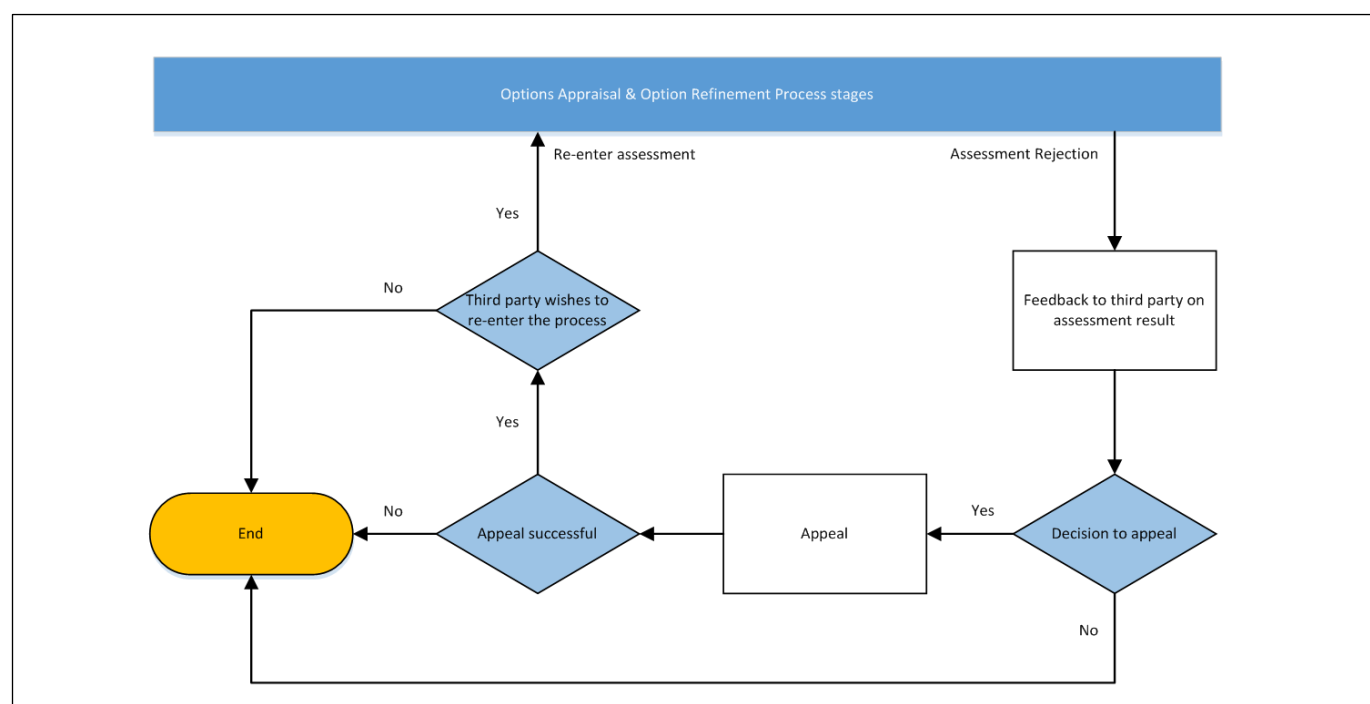 Options Appraisal & Option Refinement Process stages
Re-enter assessment
Assessment Rejection
Yes
No
Third party wishes to
re-enter the process
Feedback to third party on
assessment result
Yes
No
End
Appeal successful
Appeal
Yes
Decision to appeal
No